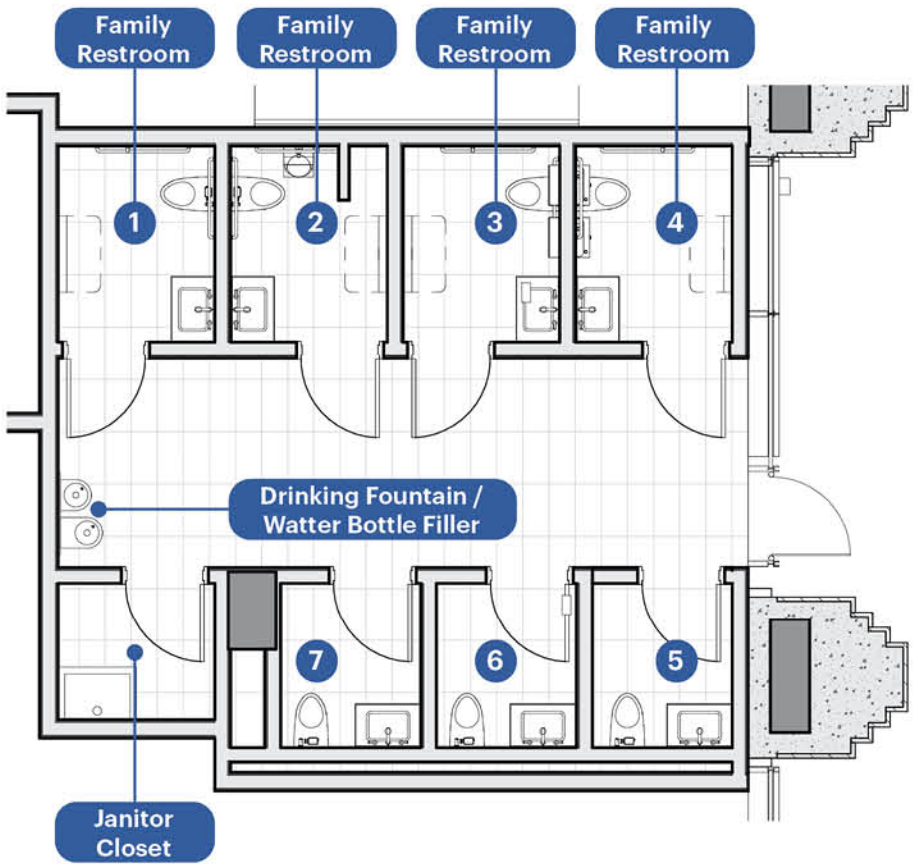 Family
Restroom
Family
Restroom
Family
Restroom
Family
Restroom
1
2
3
4
Drinking Fountain /
Watter Bottle Filler
7
6
5
Janitor
Closet